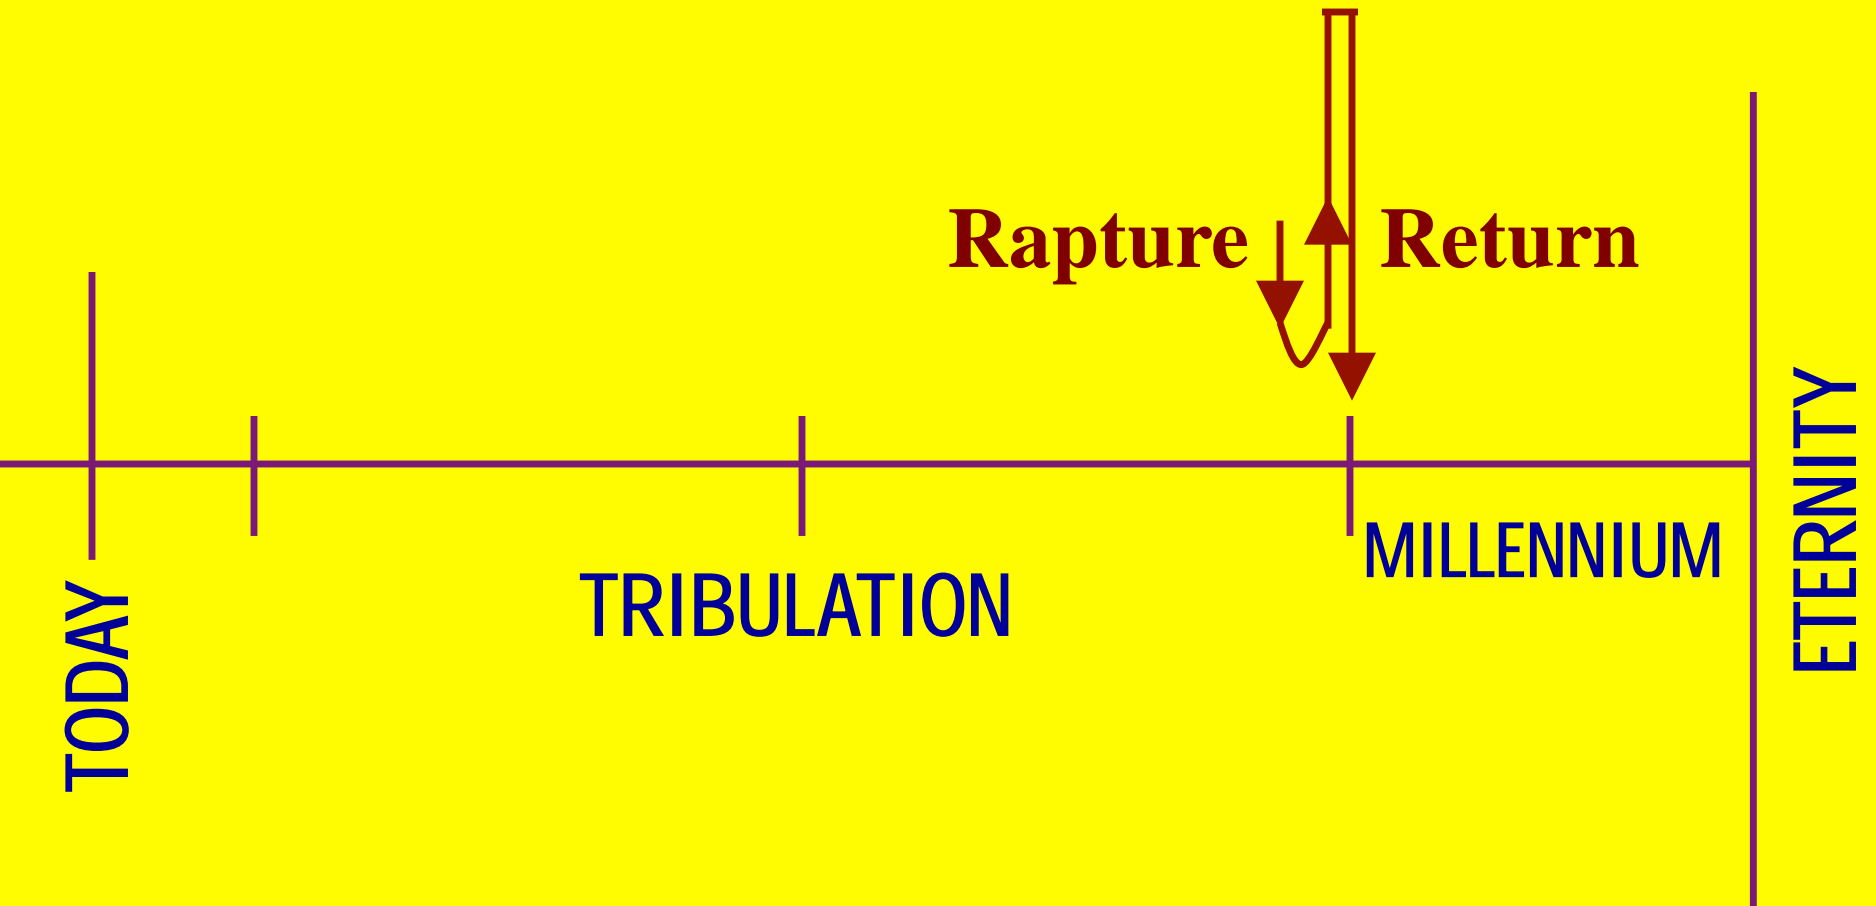 Rapture Return
TODAY
TRIBULATION
MILLENNIUM
ETERNITY